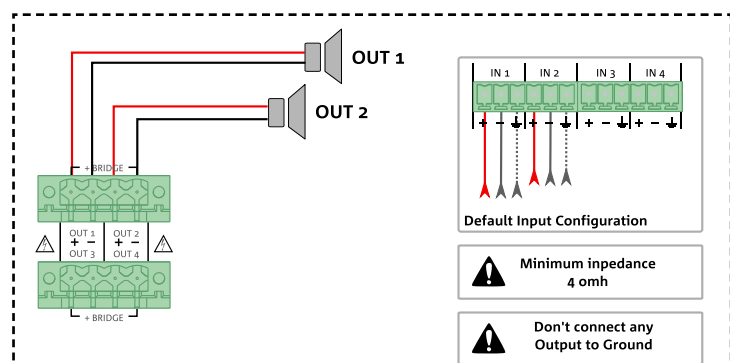 OUT 1
OUT 2
+ BRIDGE -
OUT 1 OUT 2
+ - + -
OUT 3 OUT 4
+ BRIDGE -
IN 1 IN 2 IN 3 IN 4
+ - + - + - + -
Default Input Configuration
Minimum inpedance
4 omh
Don't connect any
Output to Ground